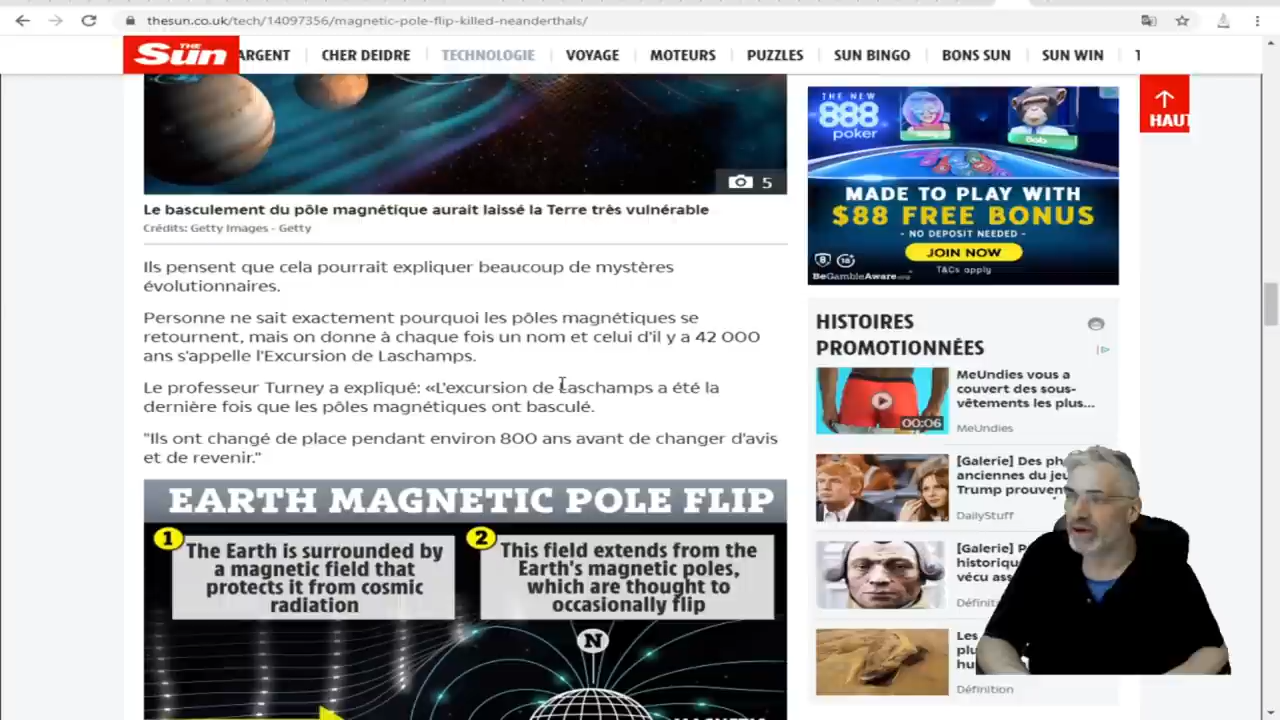 thesun.co.uk/tech/14097356/magnetic-pole-flip-killed-neanderthals/
THE Sun
ARGENT CHER DEIDRE TECHNOLOGIE VOYAGE MOTEURS PUZZLES SUN BINGO BONS SUN SUN WIN
HAUT
5
Le basculement du pôle magnétique aurait laissé la Terre très vulnérable
Crédits: Getty Images - Getty
Ils pensent que cela pourrait expliquer beaucoup de mystères
évolutionnaires.
Personne ne sait exactement pourquoi les pôles magnétiques se
retournent, mais on donne à chaque fois un nom et celui d'il y a 42 000
ans s'appelle l'Excursion de Laschamps.
Le professeur Turney a expliqué: «L'excursion de Laschamps a été la
dernière fois que les pôles magnétiques ont basculé.
"Ils ont changé de place pendant environ 800 ans avant de changer d'avis
et de revenir."
EARTH MAGNETIC POLE FLIP
1
The Earth is surrounded by
a magnetic field that
protects it from cosmic
radiation
2
This field extends from the
Earth's magnetic poles,
which are thought to
occasionally flip
N
THE NEW
888
poker
Bob
MADE TO PLAY WITH
$88 FREE BONUS
- NO DEPOSIT NEEDED -
JOIN NOW
18+
BeGambleAware.org
T&Cs apply
HISTOIRES
PROMOTIONNÉES
00:06
MeUndies vous a
couvert des sous-
vêtements les plus...
MeUndies
[Galerie] Des ph
anciennes du jeu
Trump prouvent
DailyStuff
[Galerie] P
historiqu
vécu ass
Définit
Les
plu
hu
Définition